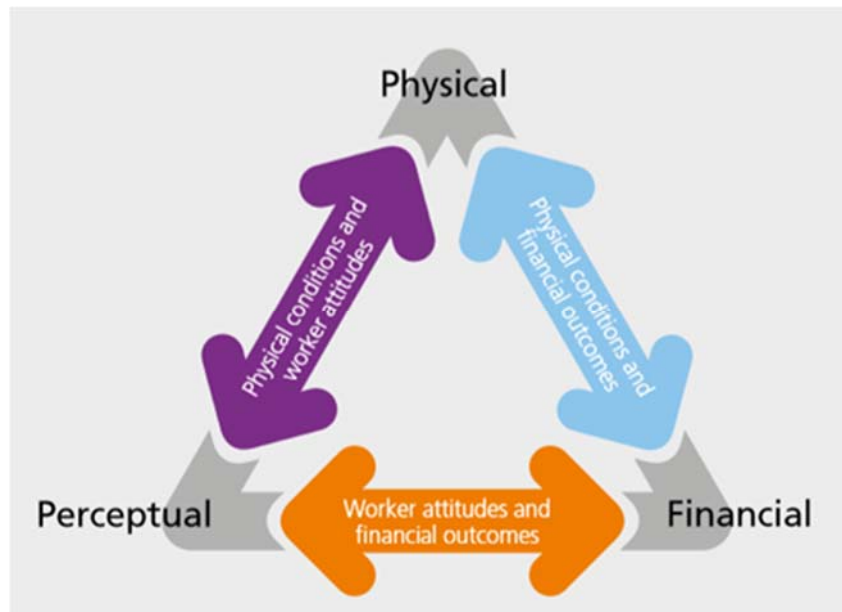 Physical
Physical conditions and
worker attitudes
Physical conditions and
financial outcomes
Perceptual
Worker attitudes and
financial outcomes
Financial